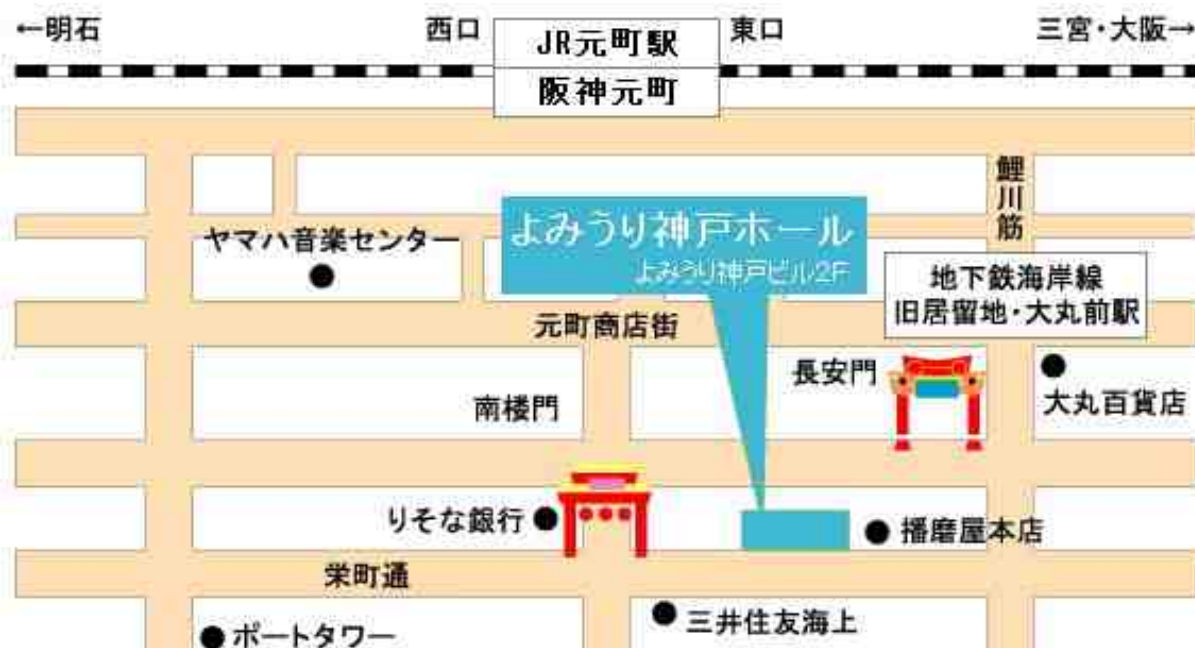 ←明石
西口
JR元町駅
東口
三宮・大阪→
阪神元町
鯉川筋
よみうり神戸ホール
よみうり神戸ビル2F
ヤマハ音楽センター
地下鉄海岸線
旧居留地・大丸前駅
元町商店街
長安門
大丸百貨店
南楼門
りそな銀行
播磨屋本店
栄町通
三井住友海上
ポートタワー